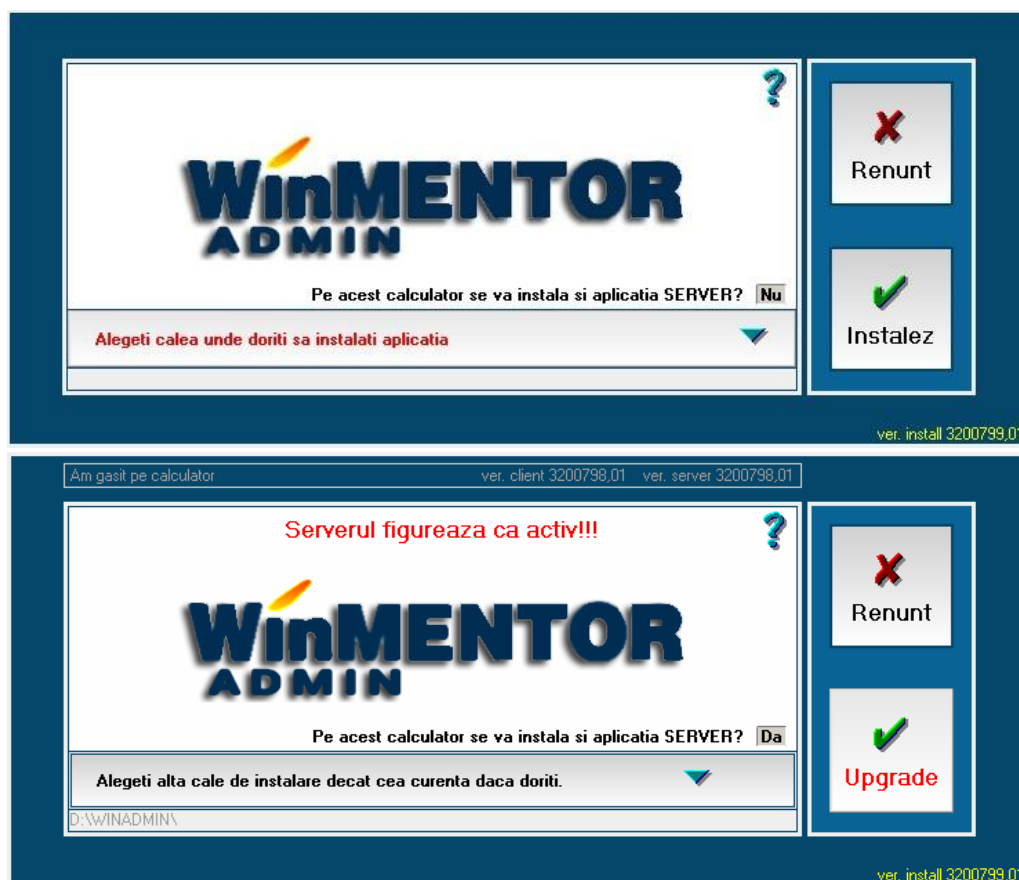 ?
WinMENTOR
ADMIN
Pe acest calculator se va instala si aplicatia SERVER? Nu
Alegeti calea unde doriti sa instalati aplicatia
Renunt
Instalez
ver. install 3200799,01
Am gasit pe calculator ver. client 3200798,01 ver. server 3200798,01
Serverul figureaza ca activ!!!
?
WinMENTOR
ADMIN
Pe acest calculator se va instala si aplicatia SERVER? Da
Alegeti alta cale de instalare decat cea curenta daca doriti.
D:\WINADMIN\
Renunt
Upgrade
ver. install 3200799,01